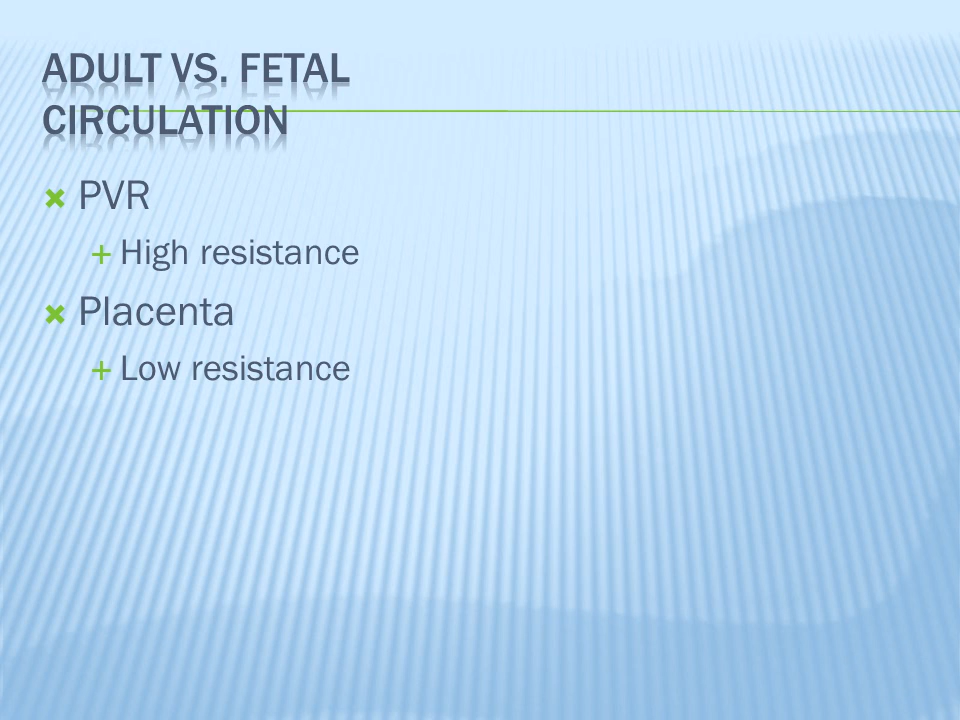 ADULT VS. FETAL
CIRCULATION
PVR
High resistance
Placenta
Low resistance